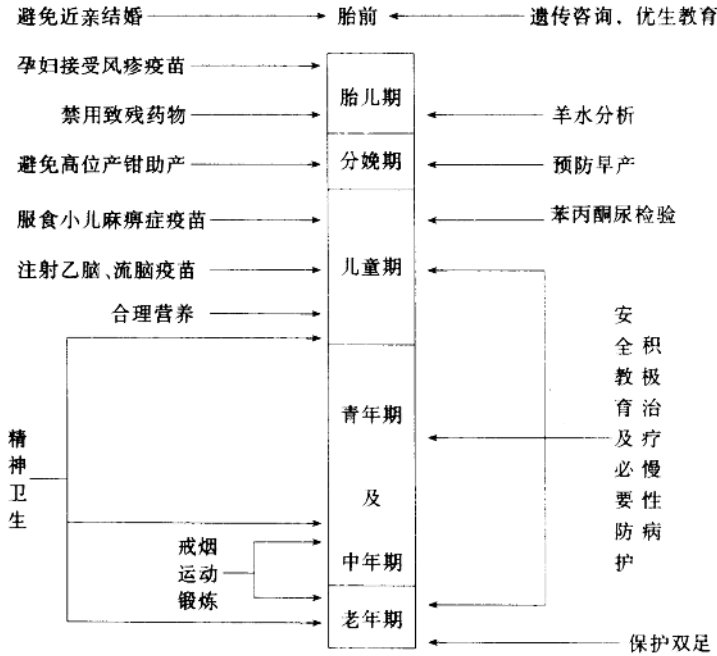 避免近亲结婚 胎前 遗传咨询，优生教育
孕妇接受风疹疫苗
胎儿期
禁用致残药物 羊水分析
避免高位产钳助产 分娩期 预防早产
服食小儿麻痹症疫苗 苯丙酮尿检验
注射乙脑、流脑疫苗 儿童期
合理营养
安全教育及必要防护
积极治疗慢性病
青年期
及
中年期
精神卫生
戒烟
运动
锻炼
老年期
保护双足